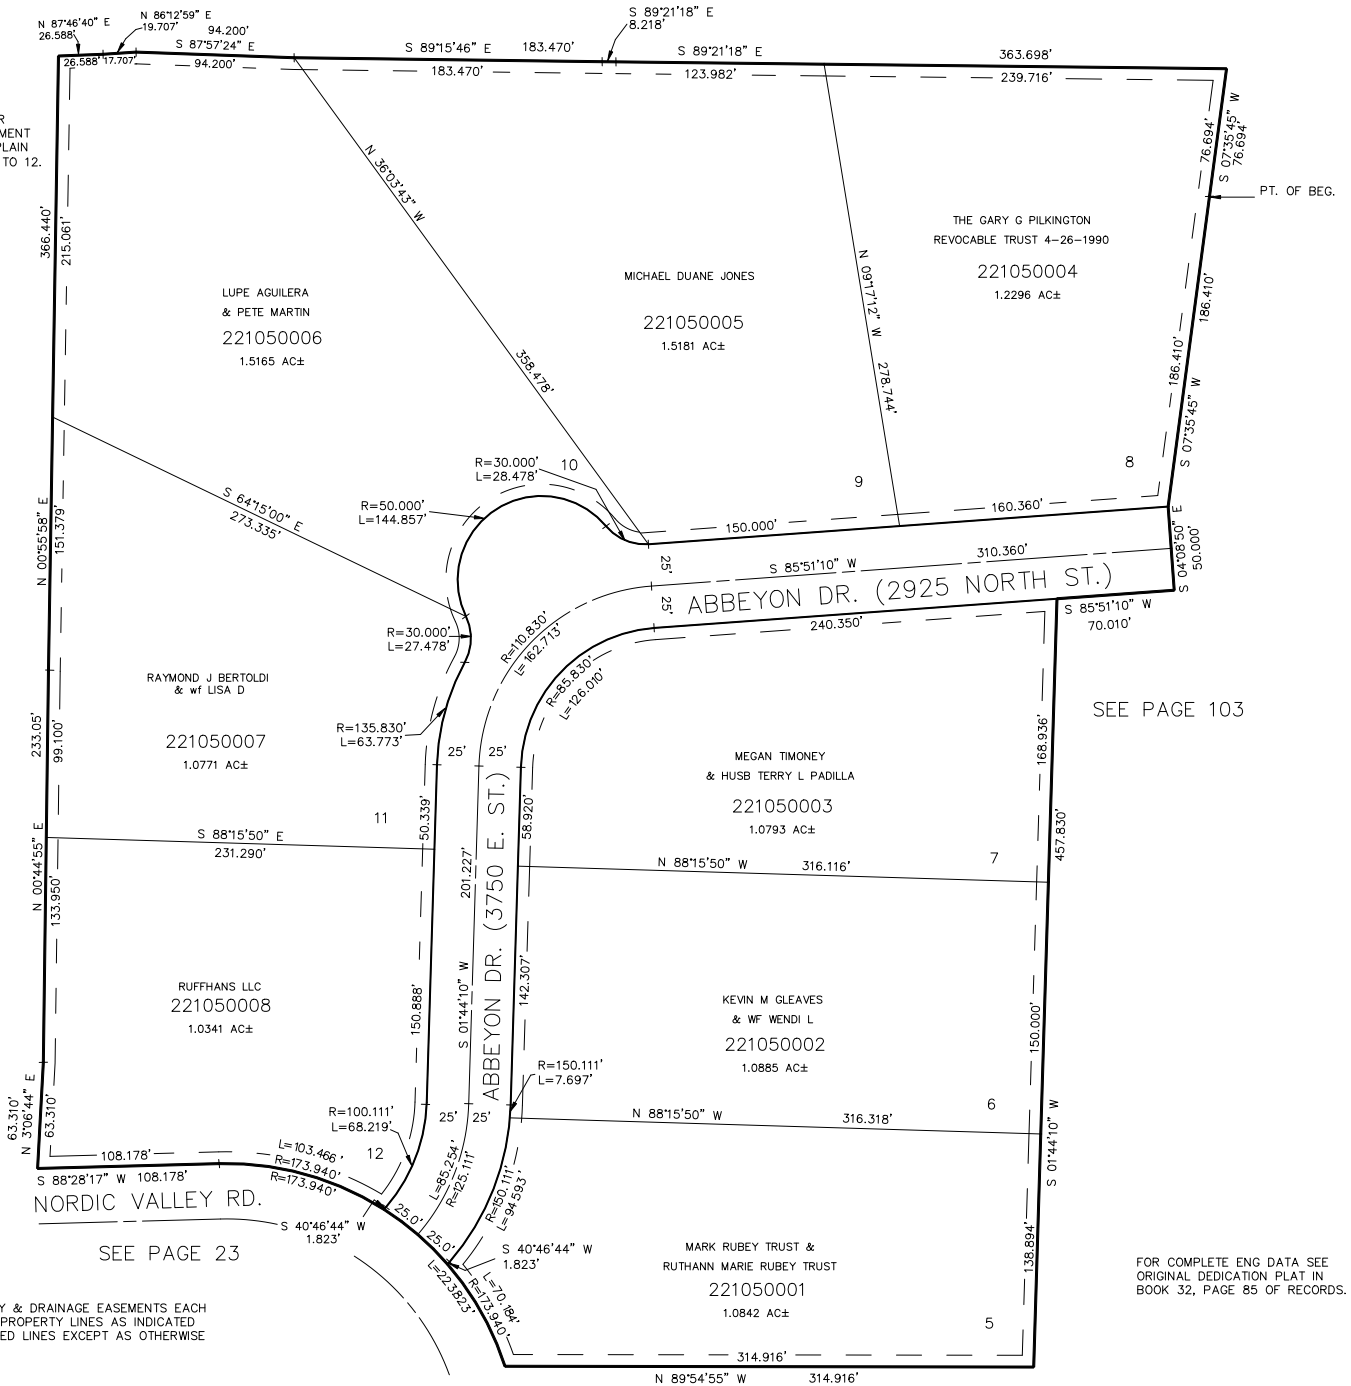 N 87°46'40" E
26.588'
N 86°12'59" E
19.707'
94.200'
S 87°57'24" E
S 89°15'46" E 183.470'
S 89°21'18" E
8.218'
S 89°21'18" E
363.698'
26.588'
17.707'
94.200'
183.470'
123.982'
239.716'
R
MENT
PLAIN
TO 12.
76.694'
S 07°35'45" W
76.694'
PT. OF BEG.
366.440'
215.061'
N 36°03'43" W
358.478'
N 09°17'12" W
278.744'
186.410'
186.410'
S 07°35'45" W
THE GARY G PILKINGTON
REVOCABLE TRUST 4-26-1990
221050004
1.2296 AC±
8
MICHAEL DUANE JONES
221050005
1.5181 AC±
9
LUPE AGUILERA
& PETE MARTIN
221050006
1.5165 AC±
10
R=30.000'
L=28.478'
R=50.000'
L=144.857'
S 64°15'00" E
273.335'
N 00°55'58" E
151.379'
150.000'
160.360'
25'
25'
S 85°51'10" W
310.360'
ABBEYON DR. (2925 NORTH ST.)
S 04°08'50" E
50.000'
S 85°51'10" W
70.010'
240.350'
R=30.000'
L=27.478'
R=110.830'
L=162.713'
R=85.830'
L=126.010'
R=135.830'
L=63.773'
RAYMOND J BERTOLDI
& wf LISA D
221050007
1.0771 AC±
11
233.05'
99.100'
SEE PAGE 103
25'
25'
50.339'
58.920'
168.936'
457.830'
MEGAN TIMONEY
& HUSB TERRY L PADILLA
221050003
1.0793 AC±
7
S 88°15'50" E
231.290'
N 88°15'50" W
316.116'
N 00°44'55" E
133.950'
201.227'
S 01°44'10" W
ABBEYON DR. (3750 E. ST.)
150.888'
142.307'
150.000'
RUFFHANS LLC
221050008
1.0341 AC±
KEVIN M GLEAVES
& WF WENDI L
221050002
1.0885 AC±
6
R=150.111'
L=7.697'
R=100.111'
L=68.219'
25'
25'
N 88°15'50" W
316.318'
63.310'
N 3°06'44" E
63.310'
12
108.178'
S 88°28'17" W 108.178'
L=103.466'
R=173.940'
R=173.940'
L=85.254'
R=125.111'
R=150.111'
L=94.593'
S 01°44'10" W
138.894'
NORDIC VALLEY RD.
S 40°46'44" W
1.823'
25.0'
25.0'
S 40°46'44" W
1.823'
L=223.823'
L=70.184'
R=173.940'
SEE PAGE 23
MARK RUBEY TRUST &
RUTHANN MARIE RUBEY TRUST
221050001
1.0842 AC±
5
314.916'
N 89°54'55" W 314.916'
Y & DRAINAGE EASEMENTS EACH
PROPERTY LINES AS INDICATED
ED LINES EXCEPT AS OTHERWISE
FOR COMPLETE ENG DATA SEE
ORIGINAL DEDICATION PLAT IN
BOOK 32, PAGE 85 OF RECORDS.